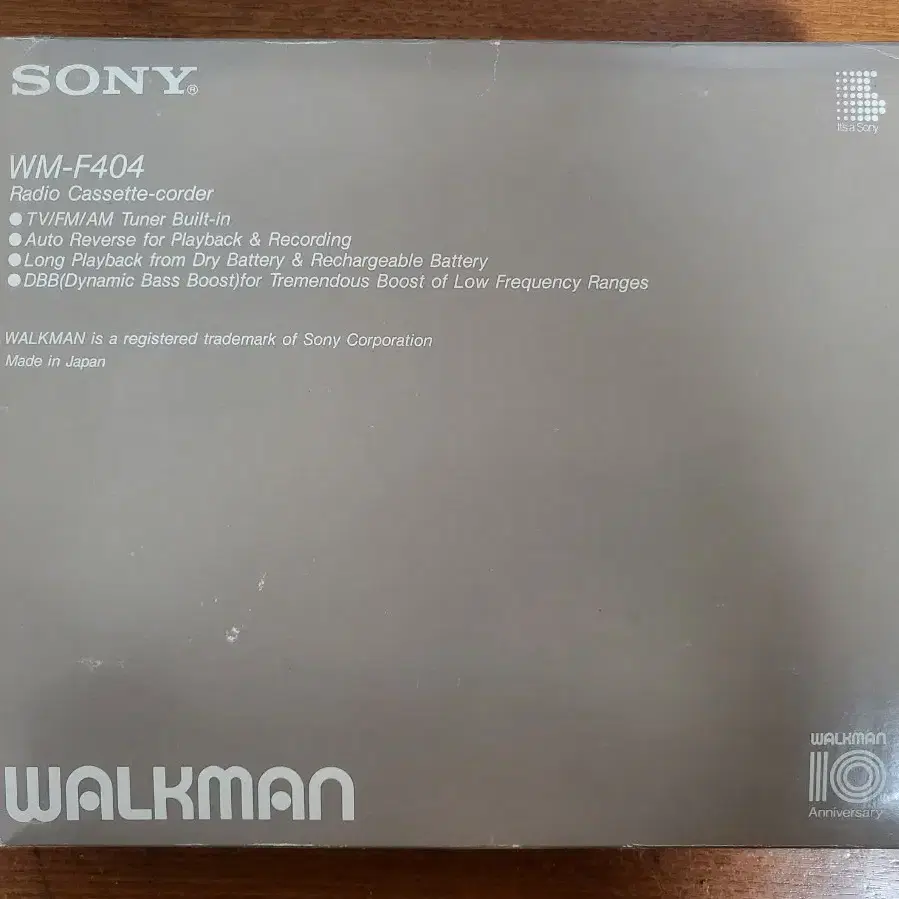 SONY®
It's a Sony
WM-F404
Radio Cassette-corder
● TV/FM/AM Tuner Built-in
● Auto Reverse for Playback & Recording
● Long Playback from Dry Battery & Rechargeable Battery
● DBB(Dynamic Bass Boost)for Tremendous Boost of Low Frequency Ranges
WALKMAN is a registered trademark of Sony Corporation
Made in Japan
WALKMAN
WALKMAN
10
Anniversary